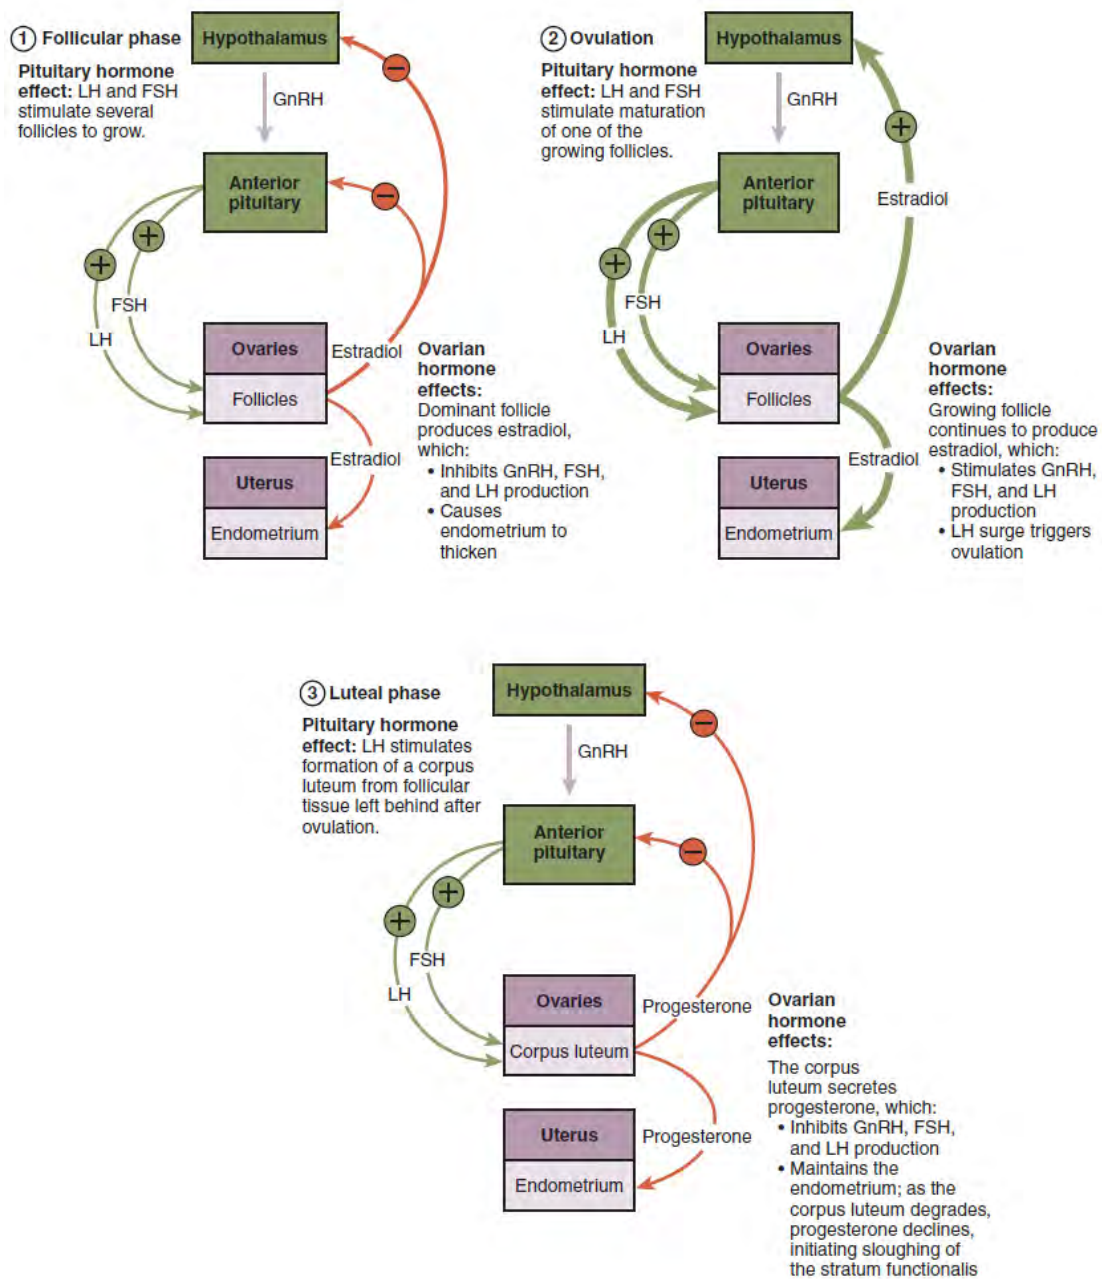 ① Follicular phase
Pituitary hormone
effect: LH and FSH
stimulate several
follicles to grow.
Hypothalamus
GnRH
Anterior
pituitary
FSH
LH
Ovaries
Follicles
Estradiol
Estradiol
Uterus
Endometrium
Ovarian
hormone
effects:
Dominant follicle
produces estradiol,
which:
• Inhibits GnRH, FSH,
and LH production
• Causes
endometrium to
thicken
② Ovulation
Pituitary hormone
effect: LH and FSH
stimulate maturation
of one of the
growing follicles.
Hypothalamus
GnRH
Anterior
pituitary
Estradiol
FSH
LH
Ovaries
Follicles
Estradiol
Uterus
Endometrium
Ovarian
hormone
effects:
Growing follicle
continues to produce
estradiol, which:
• Stimulates GnRH,
FSH, and LH
production
• LH surge triggers
ovulation
③ Luteal phase
Pituitary hormone
effect: LH stimulates
formation of a corpus
luteum from follicular
tissue left behind after
ovulation.
Hypothalamus
GnRH
Anterior
pituitary
FSH
LH
Ovaries
Corpus luteum
Progesterone
Progesterone
Uterus
Endometrium
Ovarian
hormone
effects:
The corpus
luteum secretes
progesterone, which:
• Inhibits GnRH, FSH,
and LH production
• Maintains the
endometrium; as the
corpus luteum degrades,
progesterone declines,
initiating sloughing of
the stratum functionalis